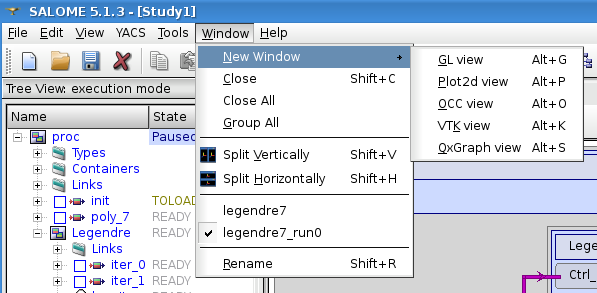 SALOME 5.1.3 - [Study1]
File Edit View YACS Tools Window Help
Tree View: execution mode
Name State
proc Paused
Types
Containers
Links
init TOLOAD
poly_7 READY
Legendre READY
Links
iter_0 READY
iter_1 READY
New Window
Close Shift+C
Close All
Group All
Split Vertically Shift+V
Split Horizontally Shift+H
legendre7
legendre7_run0
Rename Shift+R
GL view Alt+G
Plot2d view Alt+P
OCC view Alt+O
VTK view Alt+K
QxGraph view Alt+S
Lege
Ctrl_